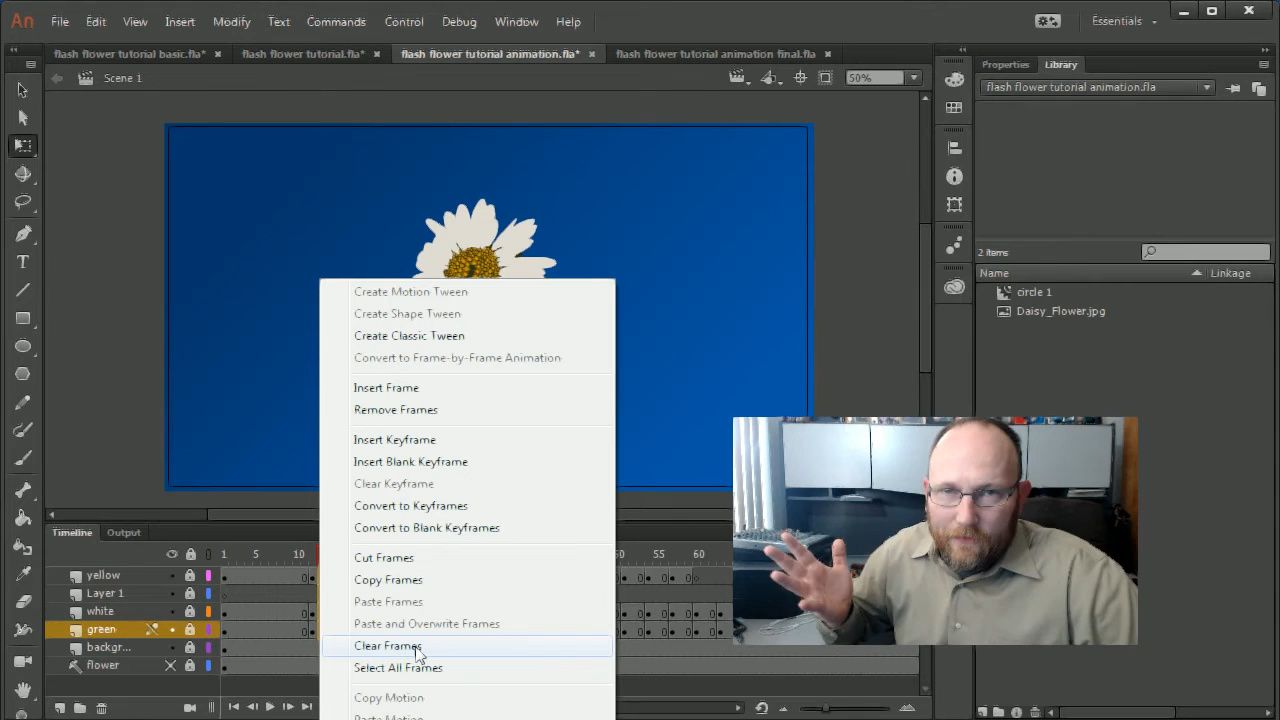 An File Edit View Insert Modify Text Commands Control Debug Window Help Essentials
flash flower tutorial basic.fla* × flash flower tutorial.fla* × flash flower tutorial animation.fla* × flash flower tutorial animation final.fla × Properties Library
Scene 1 50%
flash flower tutorial animation.fla
2 items
Name Linkage
circle 1
Daisy_Flower.jpg
Create Motion Tween
Create Shape Tween
Create Classic Tween
Convert to Frame-by-Frame Animation
Insert Frame
Remove Frames
Insert Keyframe
Insert Blank Keyframe
Clear Keyframe
Convert to Keyframes
Convert to Blank Keyframes
Cut Frames
Copy Frames
Paste Frames
Paste and Overwrite Frames
Clear Frames
Select All Frames
Copy Motion
Timeline Output
1 5 10 55 60
yellow
Layer 1
white
green
backgr...
flower